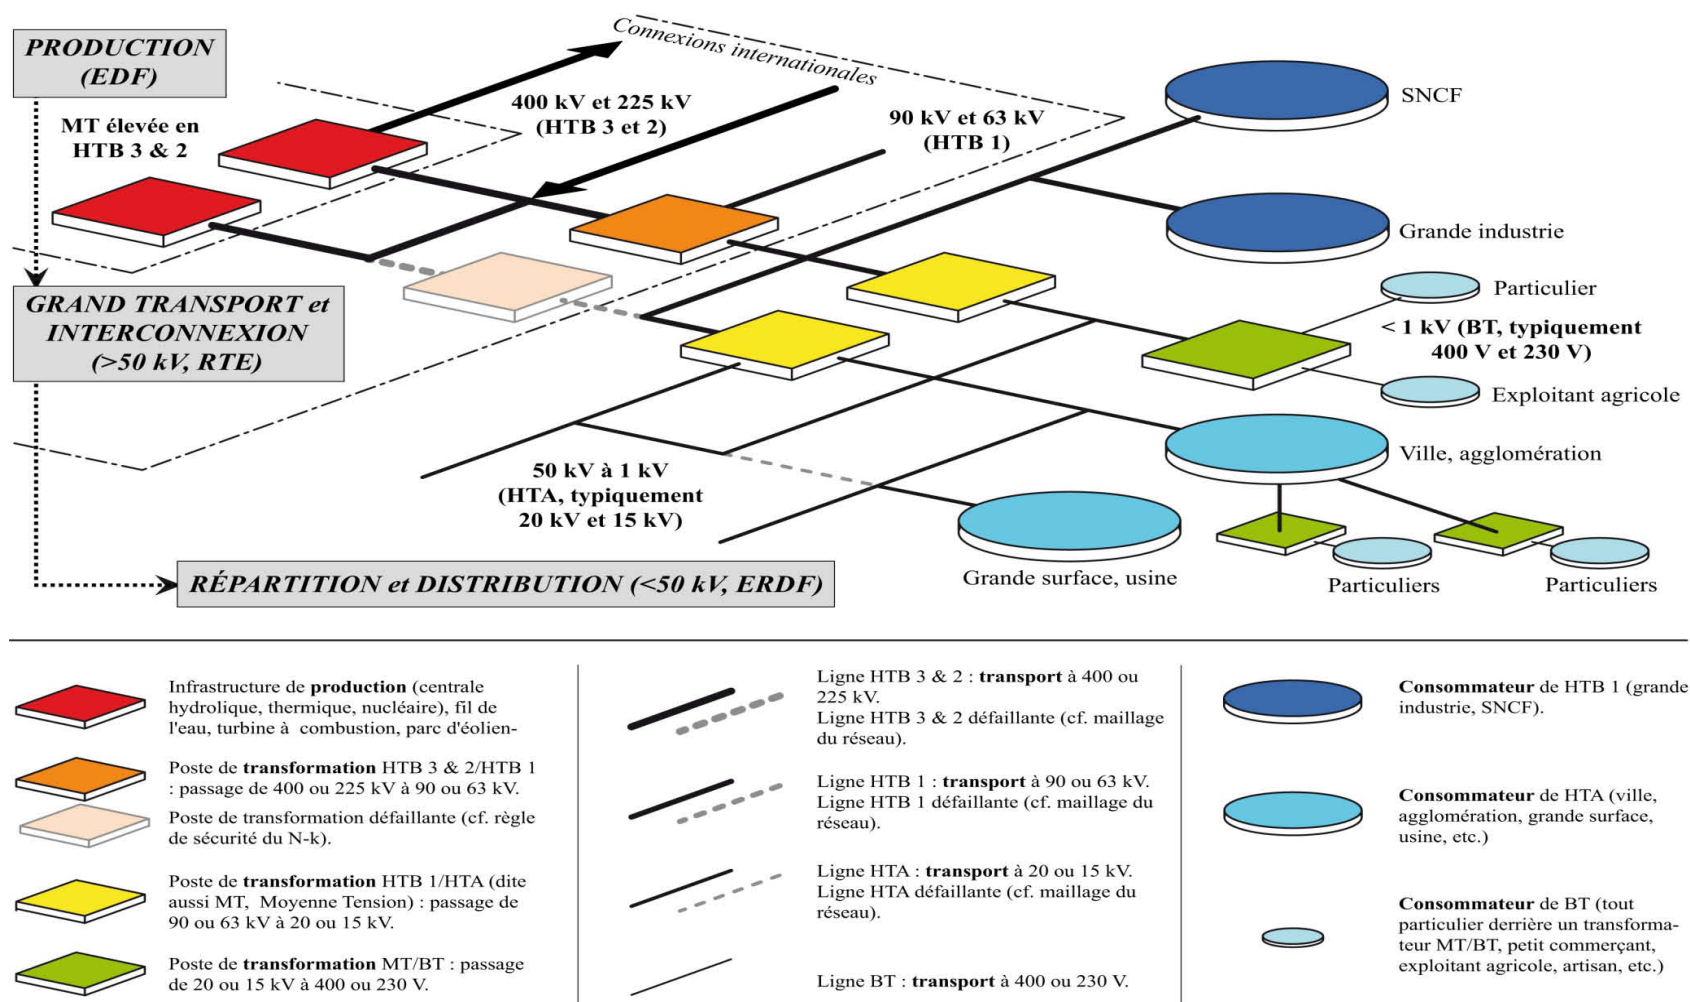 PRODUCTION
(EDF)
MT élevée en
HTB 3 & 2
Connexions internationales
400 kV et 225 kV
(HTB 3 et 2)
90 kV et 63 kV
(HTB 1)
SNCF
Grande industrie
GRAND TRANSPORT et
INTERCONNEXION
(>50 kV, RTE)
Particulier
< 1 kV (BT, typiquement
400 V et 230 V)
Exploitant agricole
Ville, agglomération
50 kV à 1 kV
(HTA, typiquement
20 kV et 15 kV)
Grande surface, usine
Particuliers
Particuliers
RÉPARTITION et DISTRIBUTION (<50 kV, ERDF)
Infrastructure de production (centrale
hydrolique, thermique, nucléaire), fil de
l'eau, turbine à combustion, parc d'éolien-
Poste de transformation HTB 3 & 2/HTB 1
: passage de 400 ou 225 kV à 90 ou 63 kV.
Poste de transformation défaillante (cf. règle
de sécurité du N-k).
Poste de transformation HTB 1/HTA (dite
aussi MT, Moyenne Tension) : passage de
90 ou 63 kV à 20 ou 15 kV.
Poste de transformation MT/BT : passage
de 20 ou 15 kV à 400 ou 230 V.
Ligne HTB 3 & 2 : transport à 400 ou
225 kV.
Ligne HTB 3 & 2 défaillante (cf. maillage
du réseau).
Ligne HTB 1 : transport à 90 ou 63 kV.
Ligne HTB 1 défaillante (cf. maillage du
réseau).
Ligne HTA : transport à 20 ou 15 kV.
Ligne HTA défaillante (cf. maillage du
réseau).
Ligne BT : transport à 400 ou 230 V.
Consommateur de HTB 1 (grande
industrie, SNCF).
Consommateur de HTA (ville,
agglomération, grande surface,
usine, etc.)
Consommateur de BT (tout
particulier derrière un transforma-
teur MT/BT, petit commerçant,
exploitant agricole, artisan, etc.)